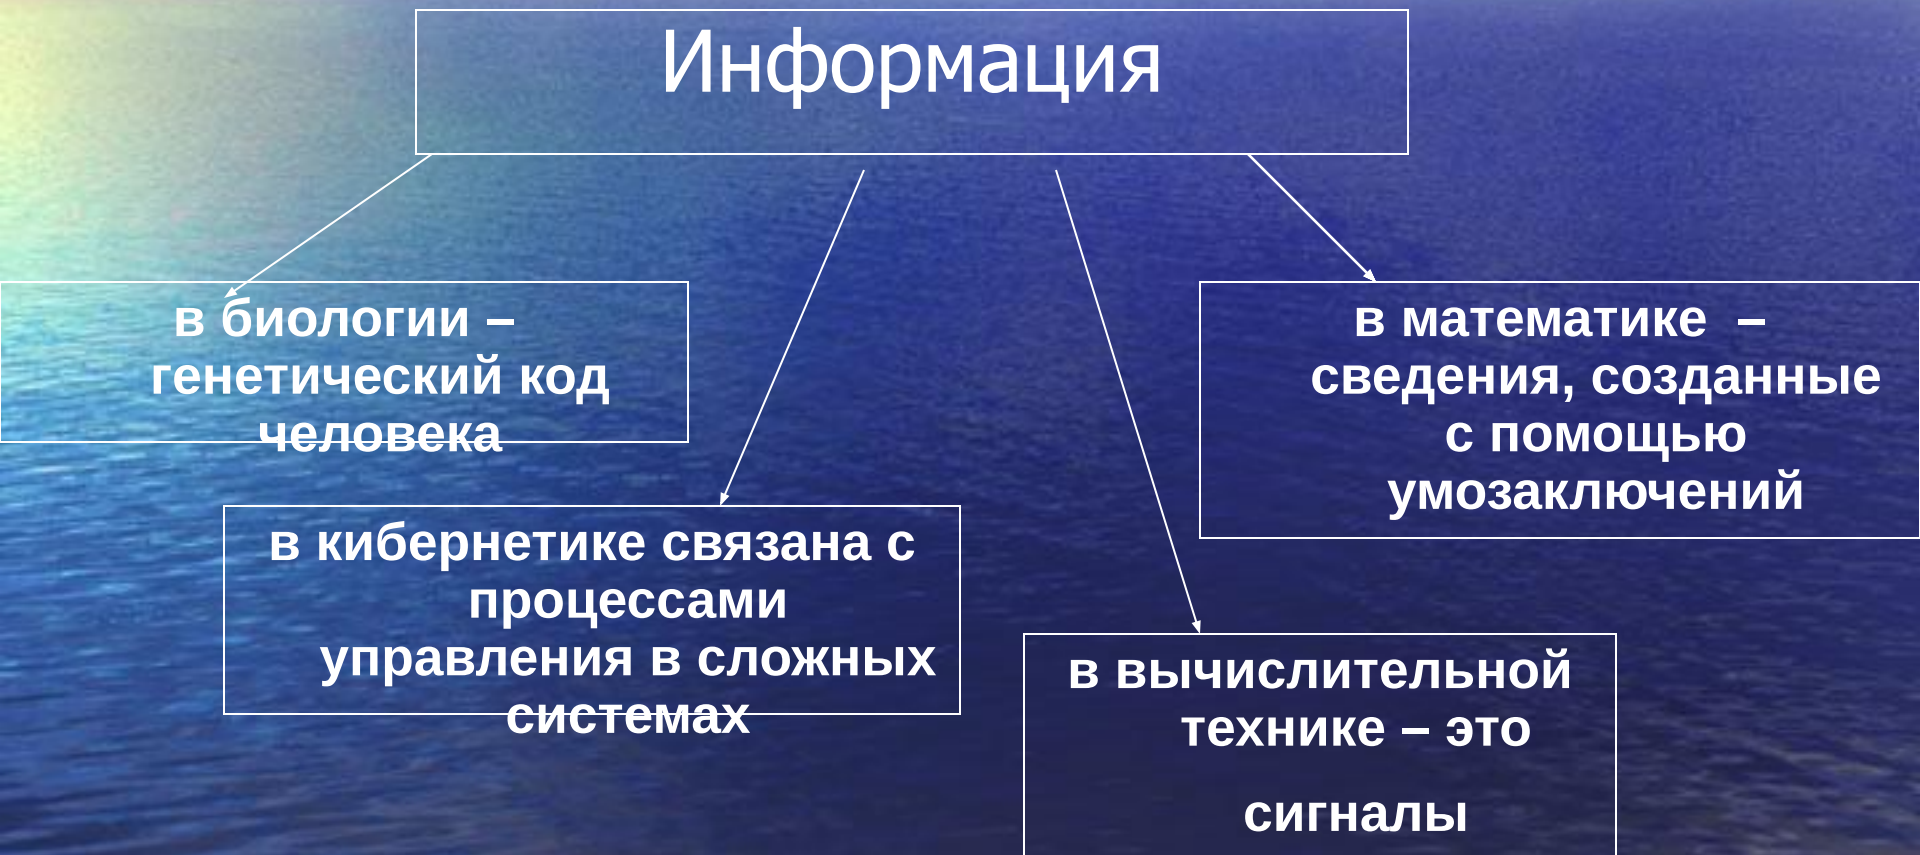 Информация
в биологии –
генетический код
человека
в математике –
сведения, созданные
с помощью
умозаключений
в кибернетике связана с
процессами
управления в сложных
системах
в вычислительной
технике – это
сигналы